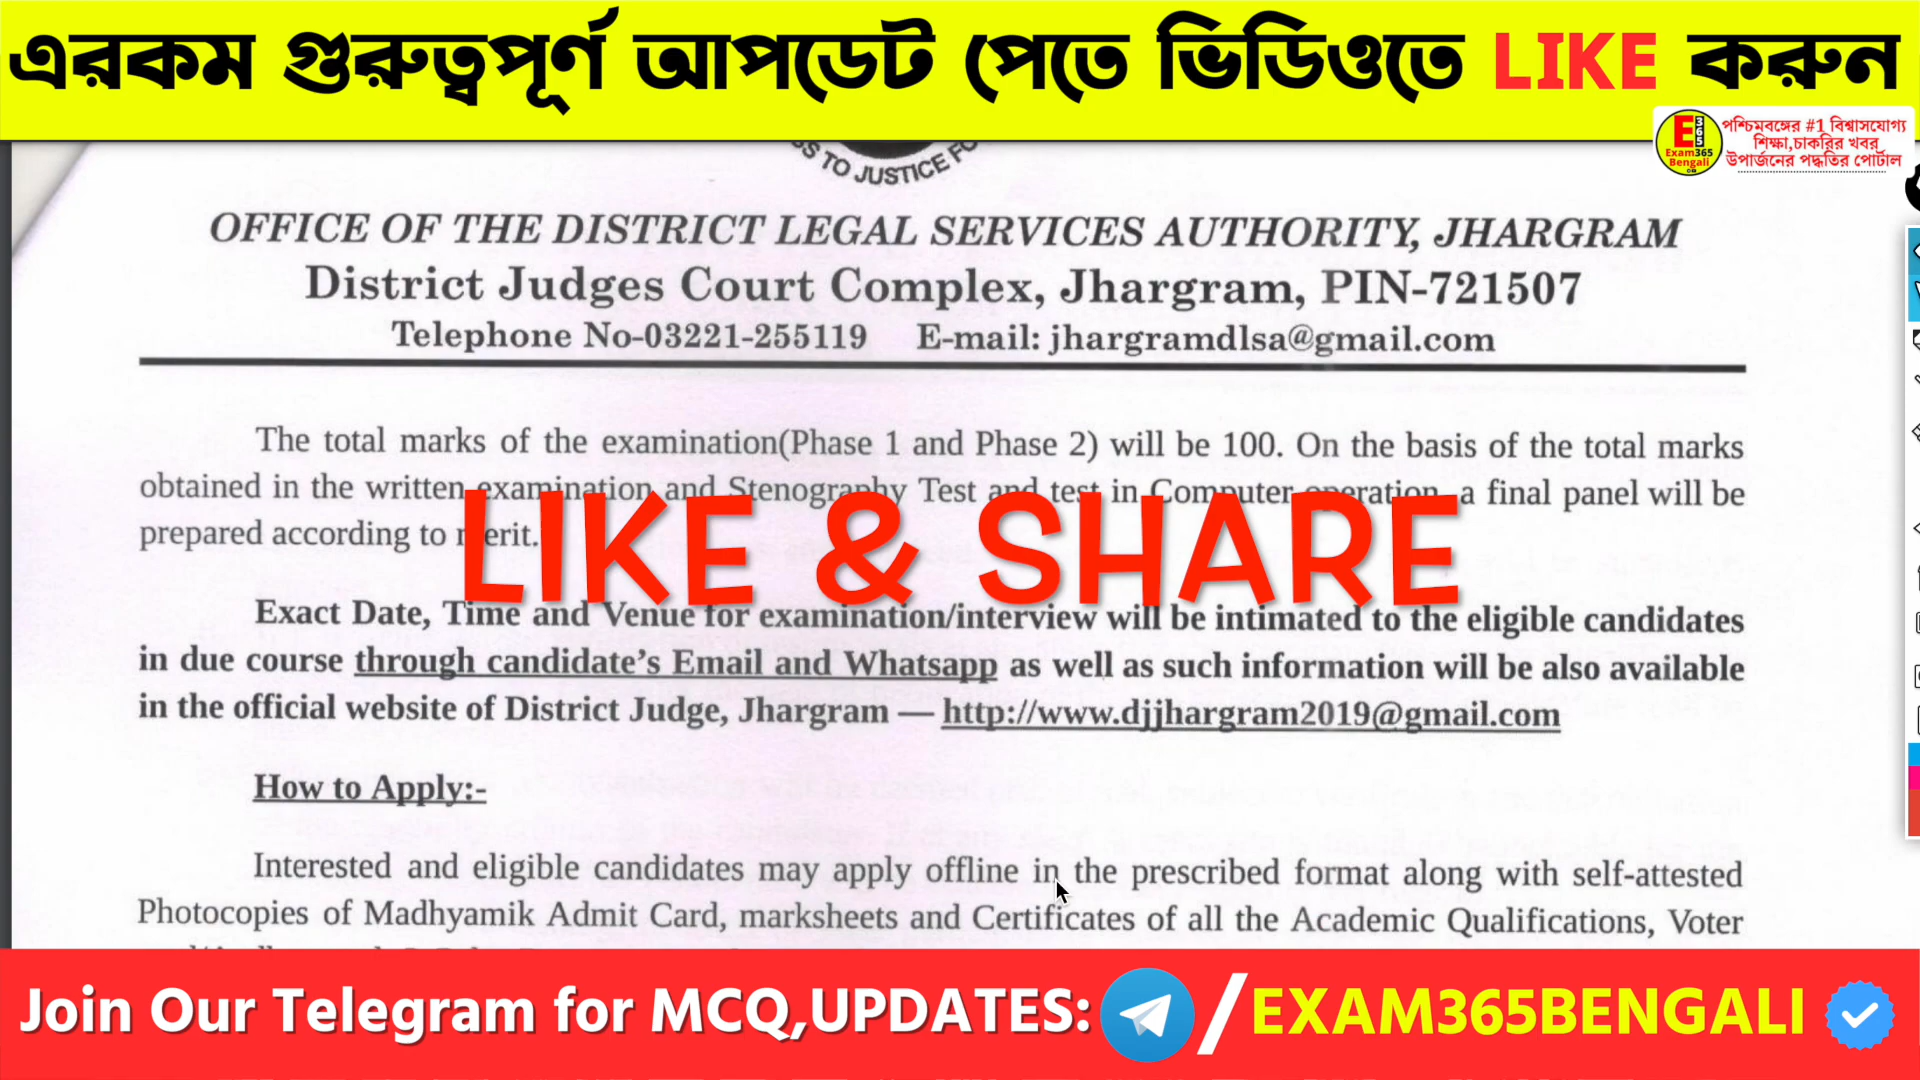 এরকম গুরুত্বপূর্ণ আপডেট পেতে ভিডিওতে LIKE করুন
E365
Exam365
Bengali
পশ্চিমবঙ্গের #1 বিশ্বাসযোগ্য
শিক্ষা,চাকরির খবর
উপার্জনের পদ্ধতির পোর্টাল
TO JUSTICE
OFFICE OF THE DISTRICT LEGAL SERVICES AUTHORITY, JHARGRAM
District Judges Court Complex, Jhargram, PIN-721507
Telephone No-03221-255119 E-mail: jhargramdlsa@gmail.com
The total marks of the examination(Phase 1 and Phase 2) will be 100. On the basis of the total marks
obtained in the written examination and Stenography Test and test in Computer operation, a final panel will be
prepared according to merit.
LIKE & SHARE
Exact Date, Time and Venue for examination/interview will be intimated to the eligible candidates
in due course through candidate’s Email and Whatsapp as well as such information will be also available
in the official website of District Judge, Jhargram — http://www.djjhargram2019@gmail.com
How to Apply:-
Interested and eligible candidates may apply offline in the prescribed format along with self-attested
Photocopies of Madhyamik Admit Card, marksheets and Certificates of all the Academic Qualifications, Voter
Join Our Telegram for MCQ,UPDATES: /EXAM365BENGALI